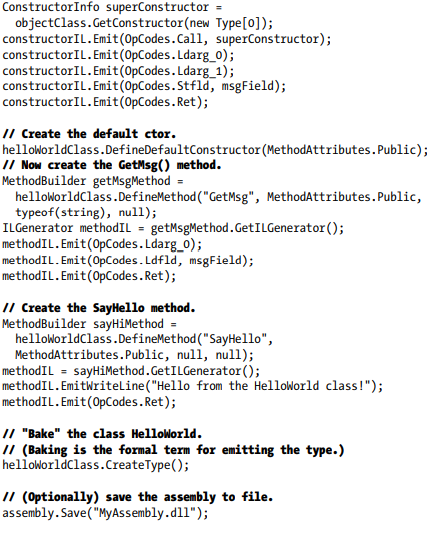 ConstructorInfo superConstructor =
objectClass.GetConstructor(new Type[0]);
constructorIL.Emit(OpCodes.Call, superConstructor);
constructorIL.Emit(OpCodes.Ldarg_0);
constructorIL.Emit(OpCodes.Ldarg_1);
constructorIL.Emit(OpCodes.Stfld, msgField);
constructorIL.Emit(OpCodes.Ret);
// Create the default ctor.
helloWorldClass.DefineDefaultConstructor(MethodAttributes.Public);
// Now create the GetMsg() method.
MethodBuilder getMsgMethod =
helloWorldClass.DefineMethod("GetMsg", MethodAttributes.Public,
typeof(string), null);
ILGenerator methodIL = getMsgMethod.GetILGenerator();
methodIL.Emit(OpCodes.Ldarg_0);
methodIL.Emit(OpCodes.Ldfld, msgField);
methodIL.Emit(OpCodes.Ret);
// Create the SayHello method.
MethodBuilder sayHiMethod =
helloWorldClass.DefineMethod("SayHello",
MethodAttributes.Public, null, null);
methodIL = sayHiMethod.GetILGenerator();
methodIL.EmitWriteLine("Hello from the HelloWorld class!");
methodIL.Emit(OpCodes.Ret);
// "Bake" the class HelloWorld.
// (Baking is the formal term for emitting the type.)
helloWorldClass.CreateType();
// (Optionally) save the assembly to file.
assembly.Save("MyAssembly.dll");